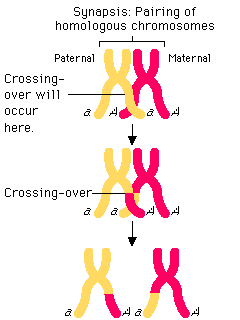 Synapsis: Pairing of
homologous chromosomes
Paternal Maternal
Crossing-
over will
occur
here.
a A a A
Crossing-over
a a A A
a A a A